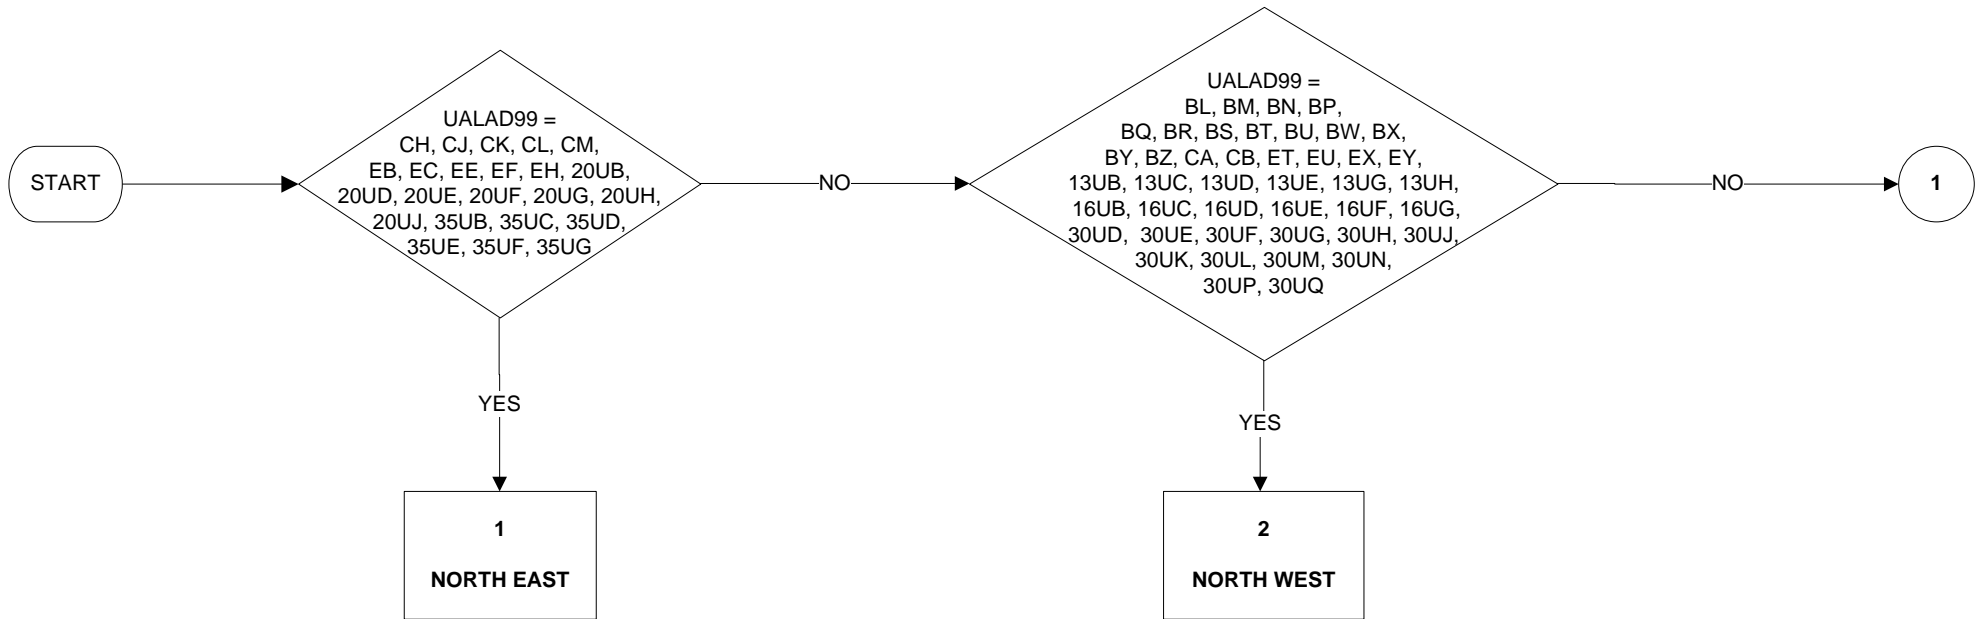 START
UALAD99 =
CH, CJ, CK, CL, CM,
EB, EC, EE, EF, EH, 20UB,
20UD, 20UE, 20UF, 20UG, 20UH,
20UJ, 35UB, 35UC, 35UD,
35UE, 35UF, 35UG
NO
UALAD99 =
BL, BM, BN, BP,
BQ, BR, BS, BT, BU, BW, BX,
BY, BZ, CA, CB, ET, EU, EX, EY,
13UB, 13UC, 13UD, 13UE, 13UG, 13UH,
16UB, 16UC, 16UD, 16UE, 16UF, 16UG,
30UD, 30UE, 30UF, 30UG, 30UH, 30UJ,
30UK, 30UL, 30UM, 30UN,
30UP, 30UQ
NO
1
YES
YES
1
NORTH EAST
2
NORTH WEST